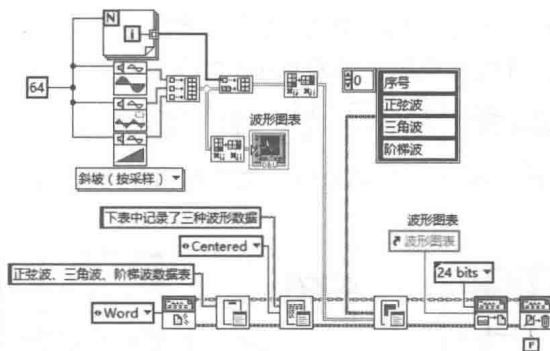 N
i
64
斜坡（按采样）
波形图表
0
序号
正弦波
三角波
阶梯波
下表中记录了三种波形数据
Centered
正弦波、三角波、阶梯波数据表
Word
波形图表
波形图表
24 bits
F